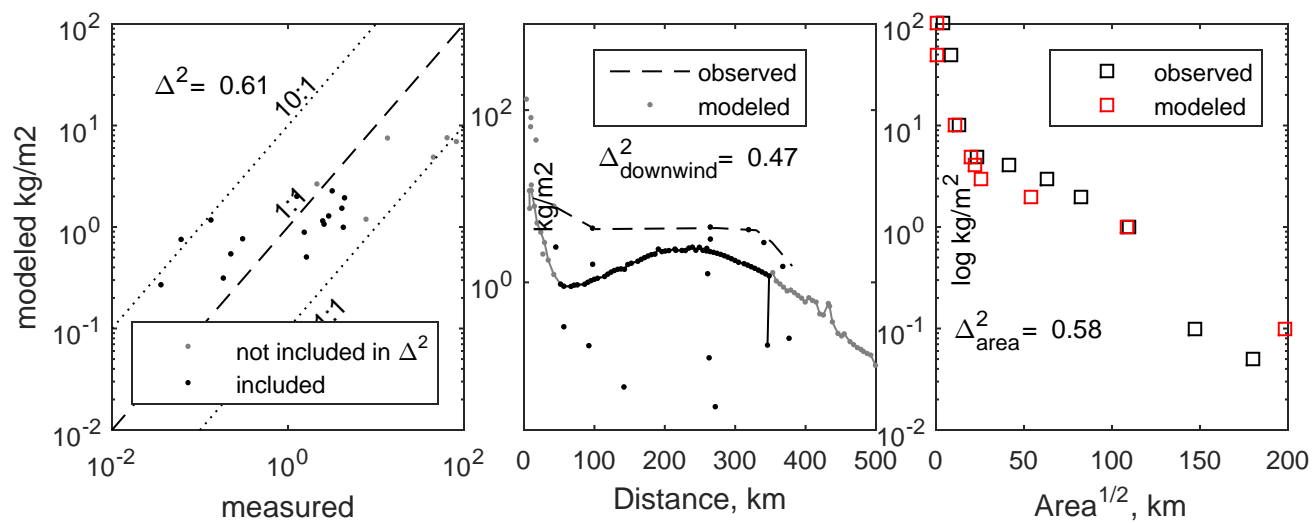 modeled kg/m2
10^2
10^1
10^0
10^-1
10^-2
Δ^2= 0.61
10:1
1:1
1:1
not included in Δ^2
included
10^-2
10^0
10^2
measured
10^2
10^0
kg/m2
observed
modeled
Δ^2_downwind= 0.47
0 100 200 300 400 500
Distance, km
10^2
10^1
10^0
10^-1
10^-2
log kg/m^2
observed
modeled
Δ^2_area= 0.58
0 50 100 150 200
Area^1/2, km